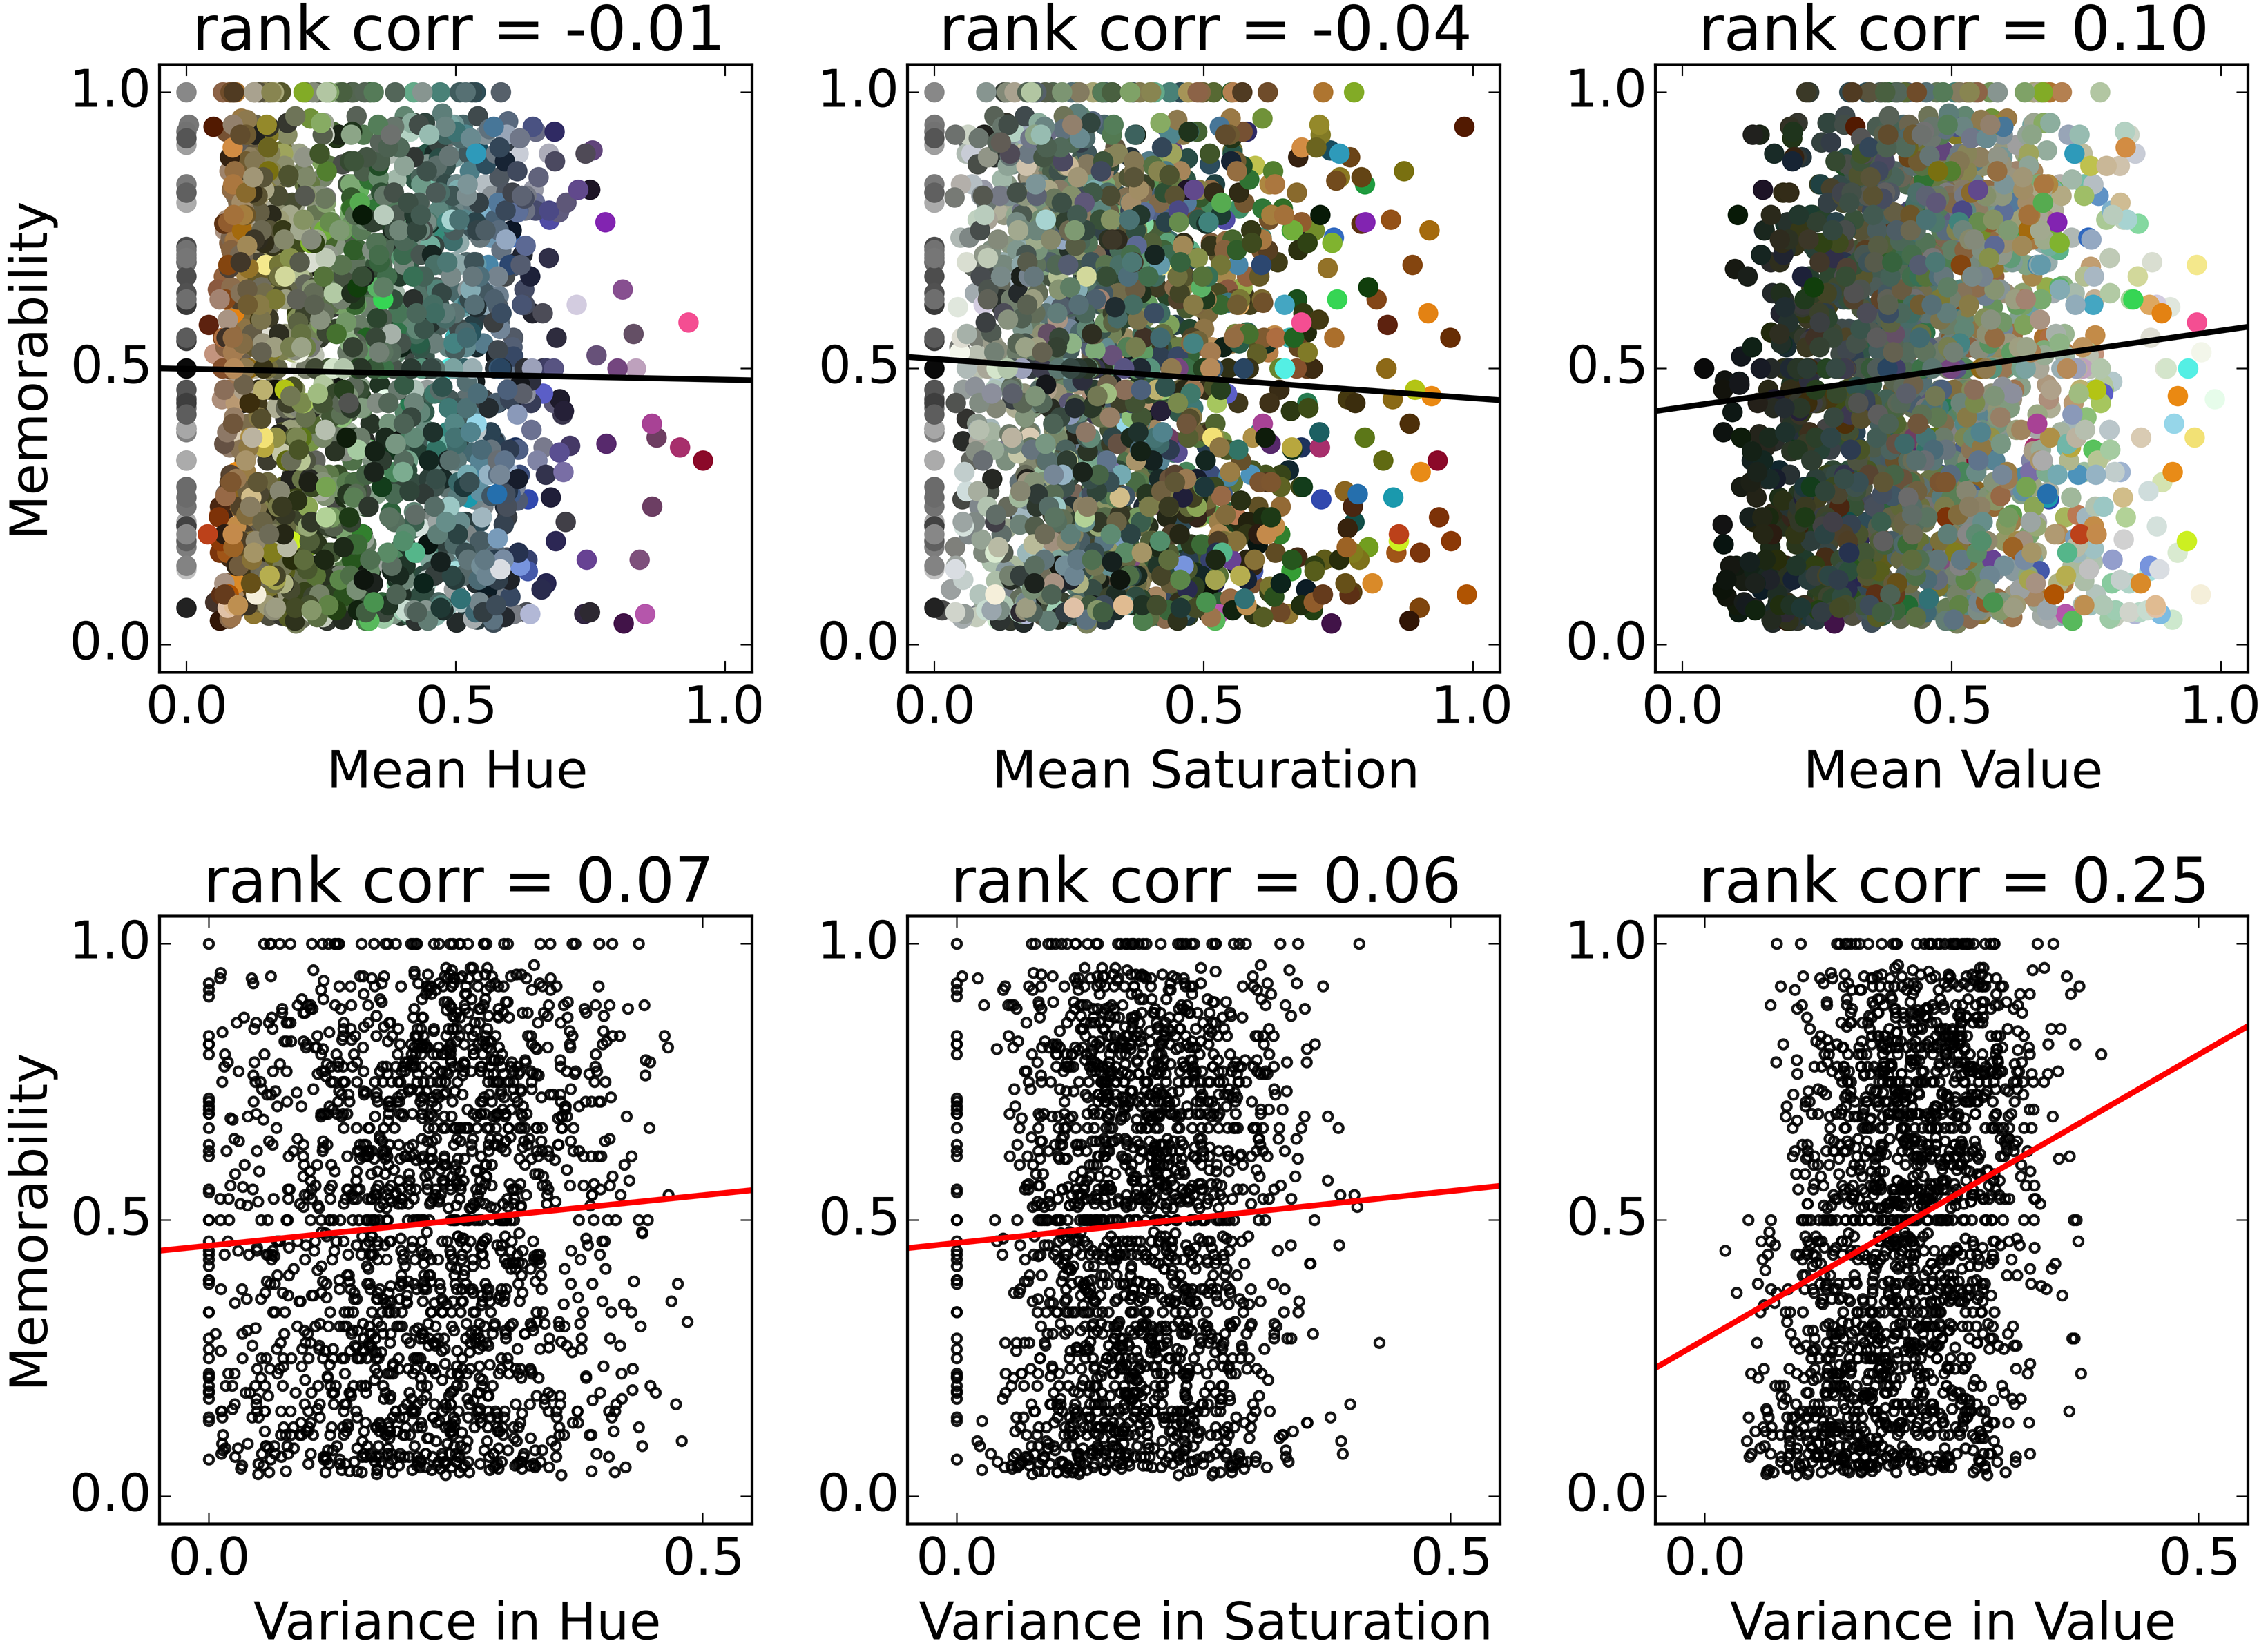 rank corr = -0.01
rank corr = -0.04
rank corr = 0.10
Memorability
1.0
0.5
0.0
0.0 0.5 1.0
Mean Hue
1.0
0.5
0.0
0.0 0.5 1.0
Mean Saturation
1.0
0.5
0.0
0.0 0.5 1.0
Mean Value
rank corr = 0.07
rank corr = 0.06
rank corr = 0.25
Memorability
1.0
0.5
0.0
0.0 0.5
Variance in Hue
1.0
0.5
0.0
0.0 0.5
Variance in Saturation
1.0
0.5
0.0
0.0 0.5
Variance in Value